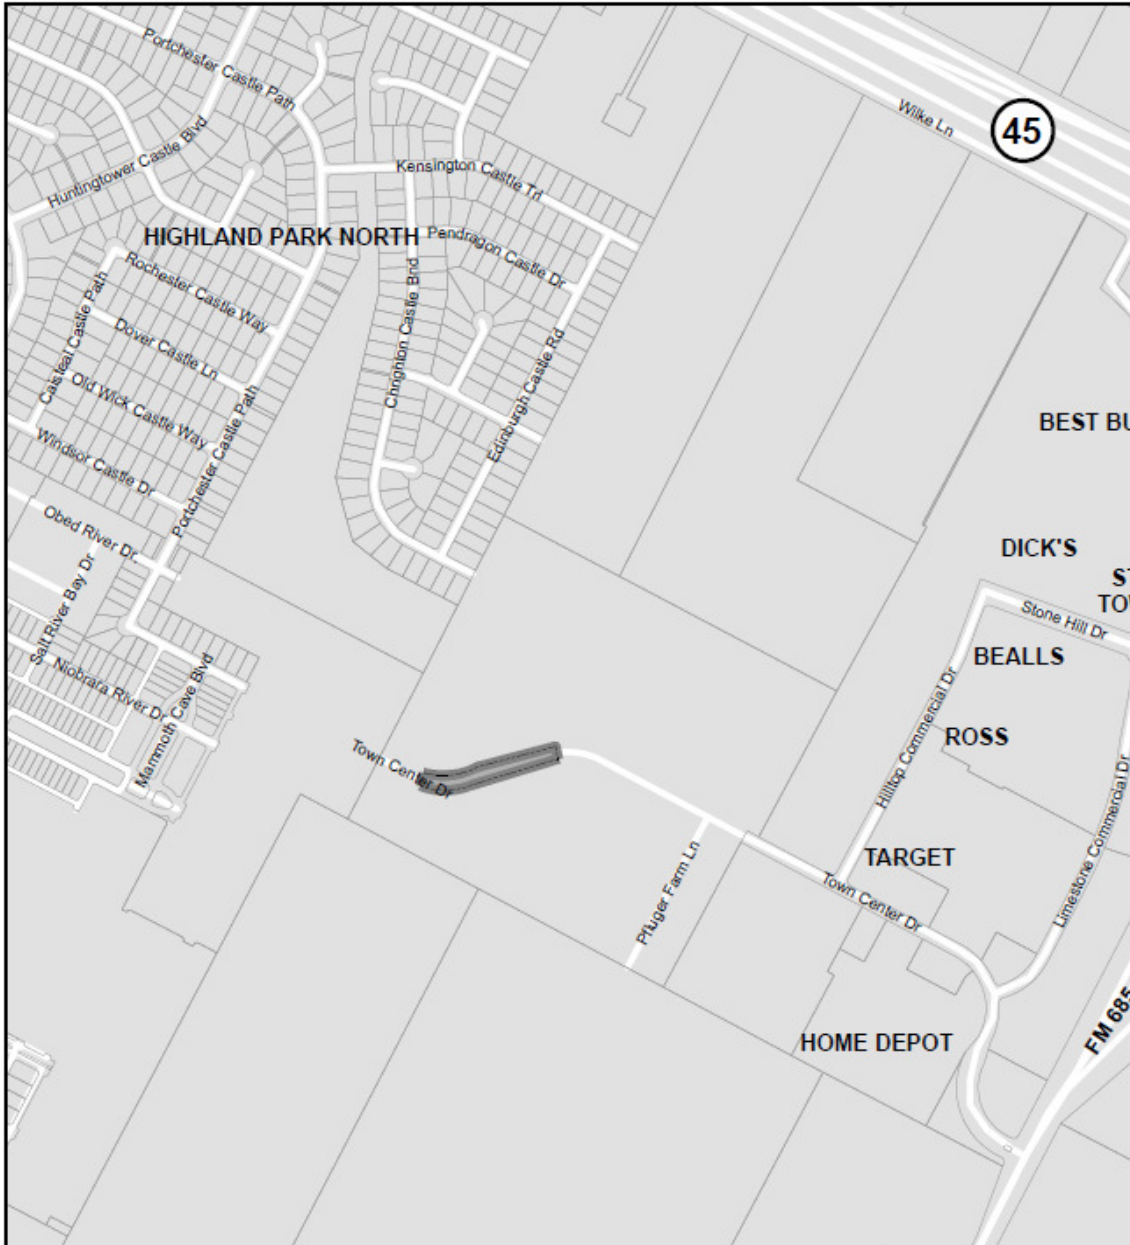 Portchester Castle Path
Wilke Ln
45
Huntingtower Castle Blvd
Kensington Castle Trl
HIGHLAND PARK NORTH
Pendragon Castle Dr
Rochester Castle Way
Caisteal Castle Path
Dover Castle Ln
Chrighton Castle Bnd
Edinburgh Castle Rd
Old Wick Castle Way
Portchester Castle Path
BEST BU
Windsor Castle Dr
Obed River Dr
DICK'S
ST
TOW
Salt River Bay Dr
Stone Hill Dr
BEALLS
Niobrara River Dr
Mammoth Cave Blvd
Hilltop Commercial Dr
ROSS
Town Center Dr
Limestone Commercial Dr
TARGET
Pfluger Farm Ln
Town Center Dr
FM 685
HOME DEPOT